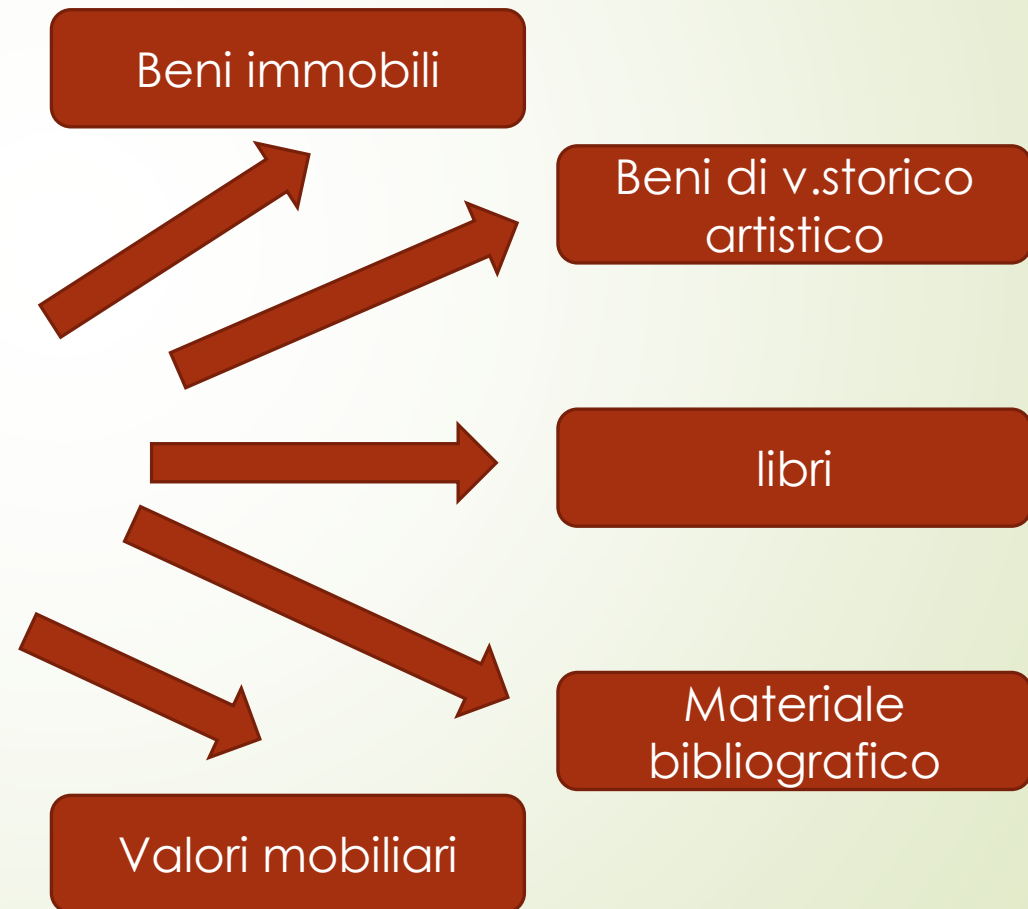 Beni immobili
Beni di v.storico
artistico
libri
Materiale
bibliografico
Valori mobiliari